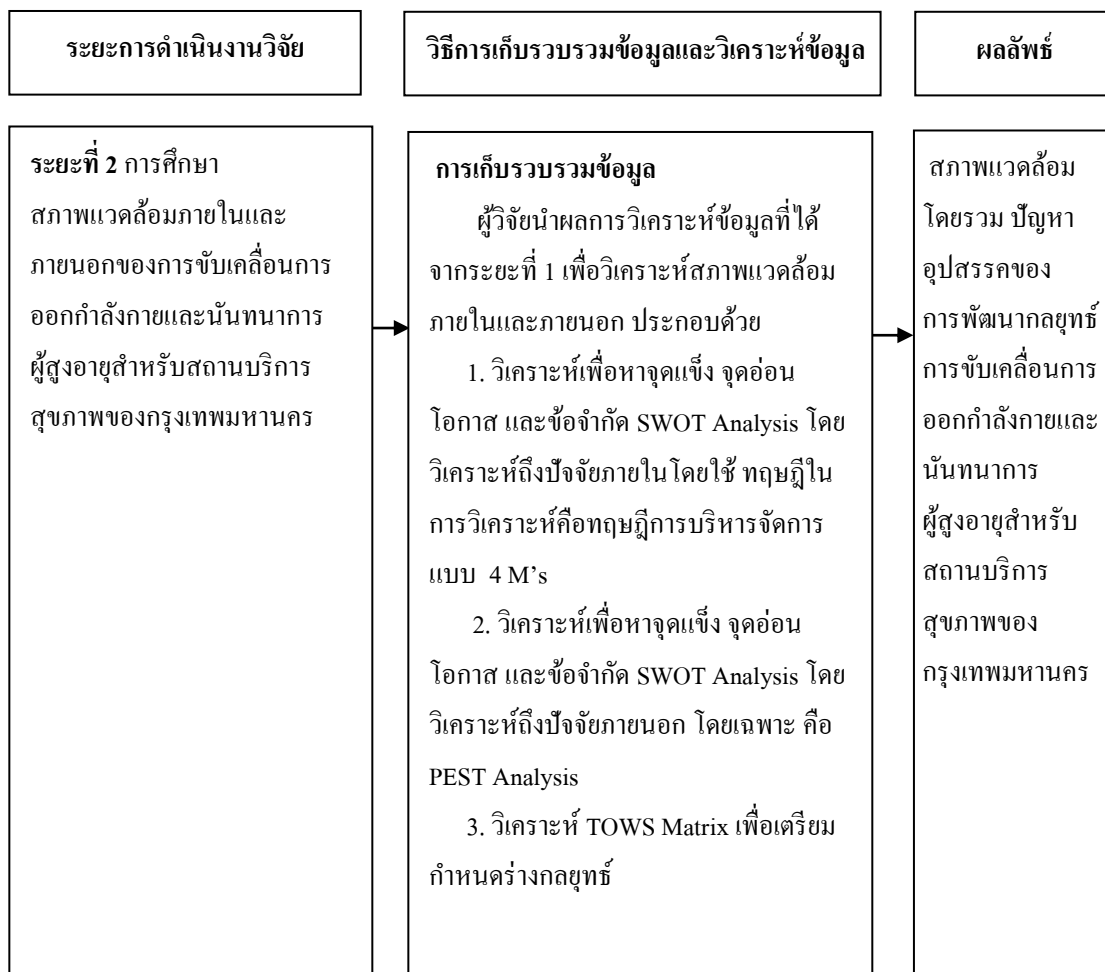 ระยะการดำเนินงานวิจัย
วิธีการเก็บรวบรวมข้อมูลและวิเคราะห์ข้อมูล
ผลลัพธ์
ระยะที่ 2 การศึกษา
สภาพแวดล้อมภายในและ
ภายนอกของการขับเคลื่อนการ
ออกกำลังกายและนันทนาการ
ผู้สูงอายุสำหรับสถานบริการ
สุขภาพของกรุงเทพมหานคร
การเก็บรวบรวมข้อมูล
ผู้วิจัยนำผลการวิเคราะห์ข้อมูลที่ได้
จากระยะที่ 1 เพื่อวิเคราะห์สภาพแวดล้อม
ภายในและภายนอก ประกอบด้วย
1. วิเคราะห์เพื่อหาจุดแข็ง จุดอ่อน
โอกาส และข้อจำกัด SWOT Analysis โดย
วิเคราะห์ถึงปัจจัยภายใน โดยใช้ ทฤษฎีใน
การวิเคราะห์คือทฤษฎีการบริหารจัดการ
แบบ 4 M’s
2. วิเคราะห์เพื่อหาจุดแข็ง จุดอ่อน
โอกาส และข้อจำกัด SWOT Analysis โดย
วิเคราะห์ถึงปัจจัยภายนอก โดยเฉพาะ คือ
PEST Analysis
3. วิเคราะห์ TOWS Matrix เพื่อเตรียม
กำหนดร่างกลยุทธ์
สภาพแวดล้อม
โดยรวม ปัญหา
อุปสรรคของ
การพัฒนากลยุทธ์
การขับเคลื่อนการ
ออกกำลังกายและ
นันทนาการ
ผู้สูงอายุสำหรับ
สถานบริการ
สุขภาพของ
กรุงเทพมหานคร